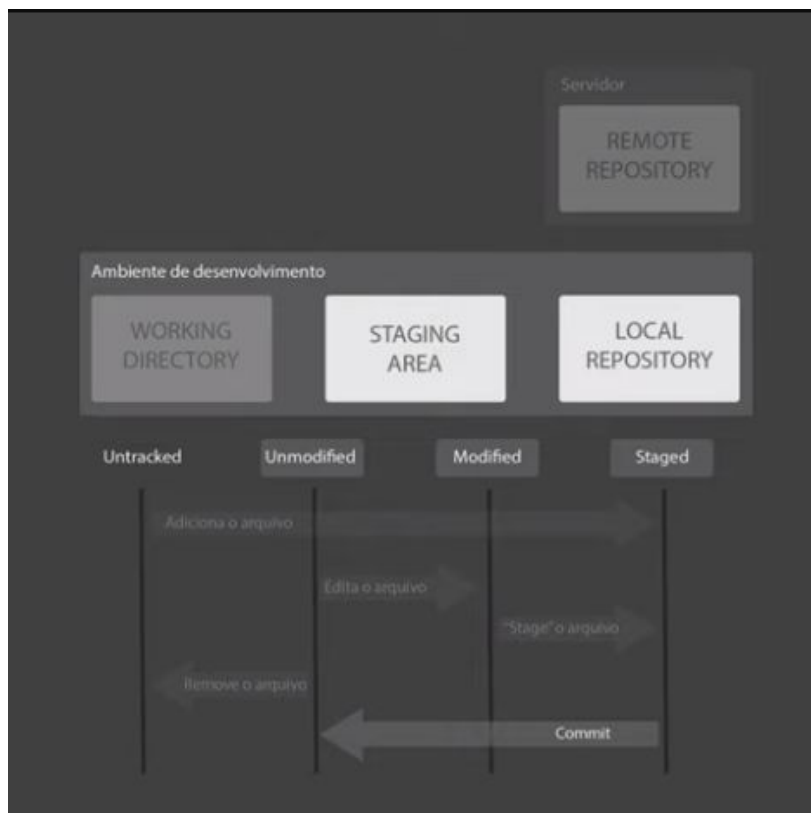 Servidor
REMOTE
REPOSITORY
Ambiente de desenvolvimento
WORKING
DIRECTORY
STAGING
AREA
LOCAL
REPOSITORY
Untracked
Unmodified
Modified
Staged
Adiciona o arquivo
Edita o arquivo
"Stage" o arquivo
Remove o arquivo
Commit